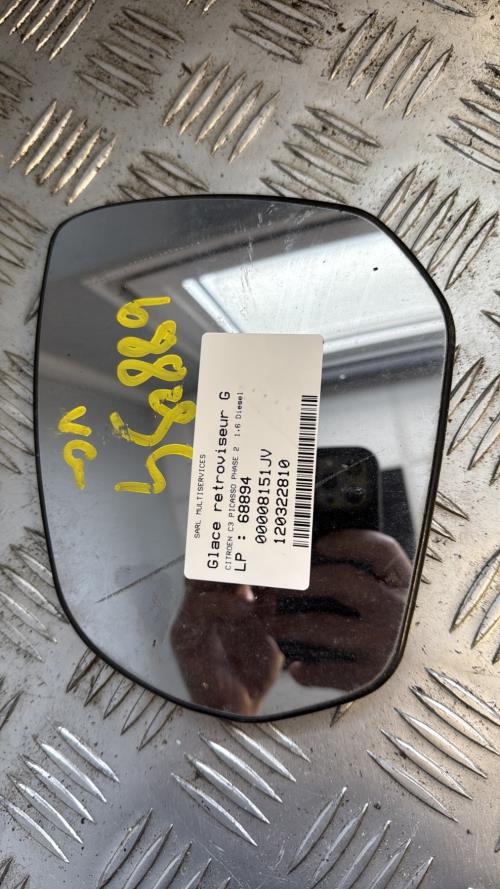 68894
SARL MULTISERVICES
Glace retroviseur G
CITROEN C3 PICASSO PHASE 2 1.6 Diesel
LP : 68894
00008151JV
120322810